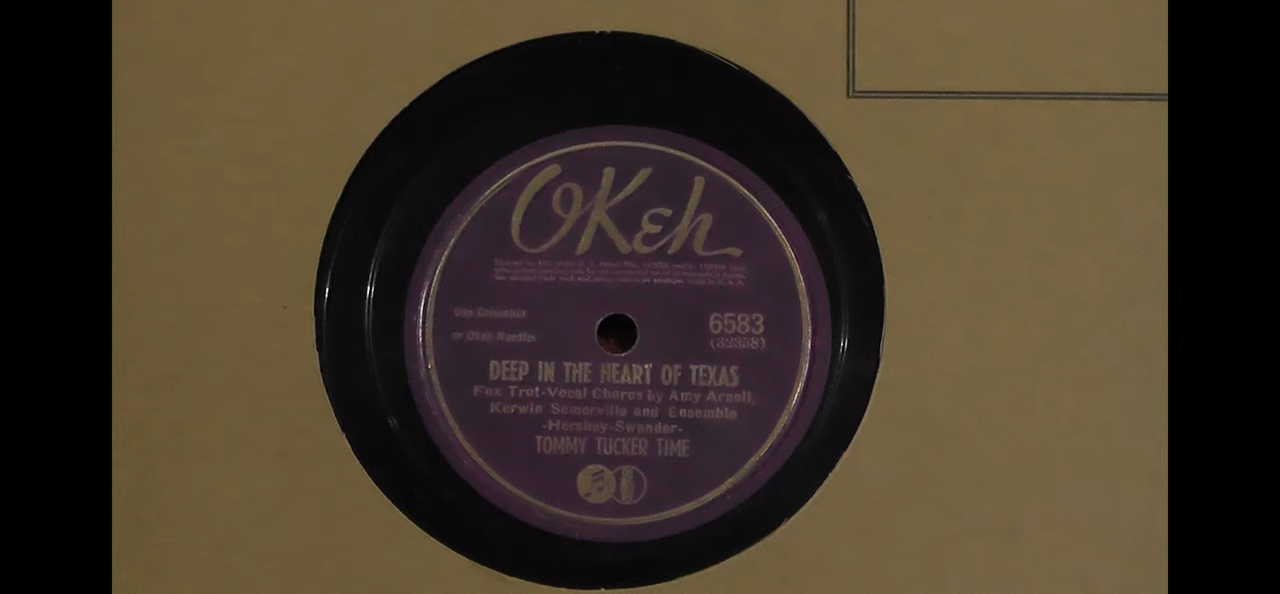 OKeh
Use Columbia
or Okeh Needles
6583
(32358)
DEEP IN THE HEART OF TEXAS
Fox Trot-Vocal Chorus by Amy Arnell,
Kerwin Somerville and Ensemble
-Hershey-Swander-
TOMMY TUCKER TIME